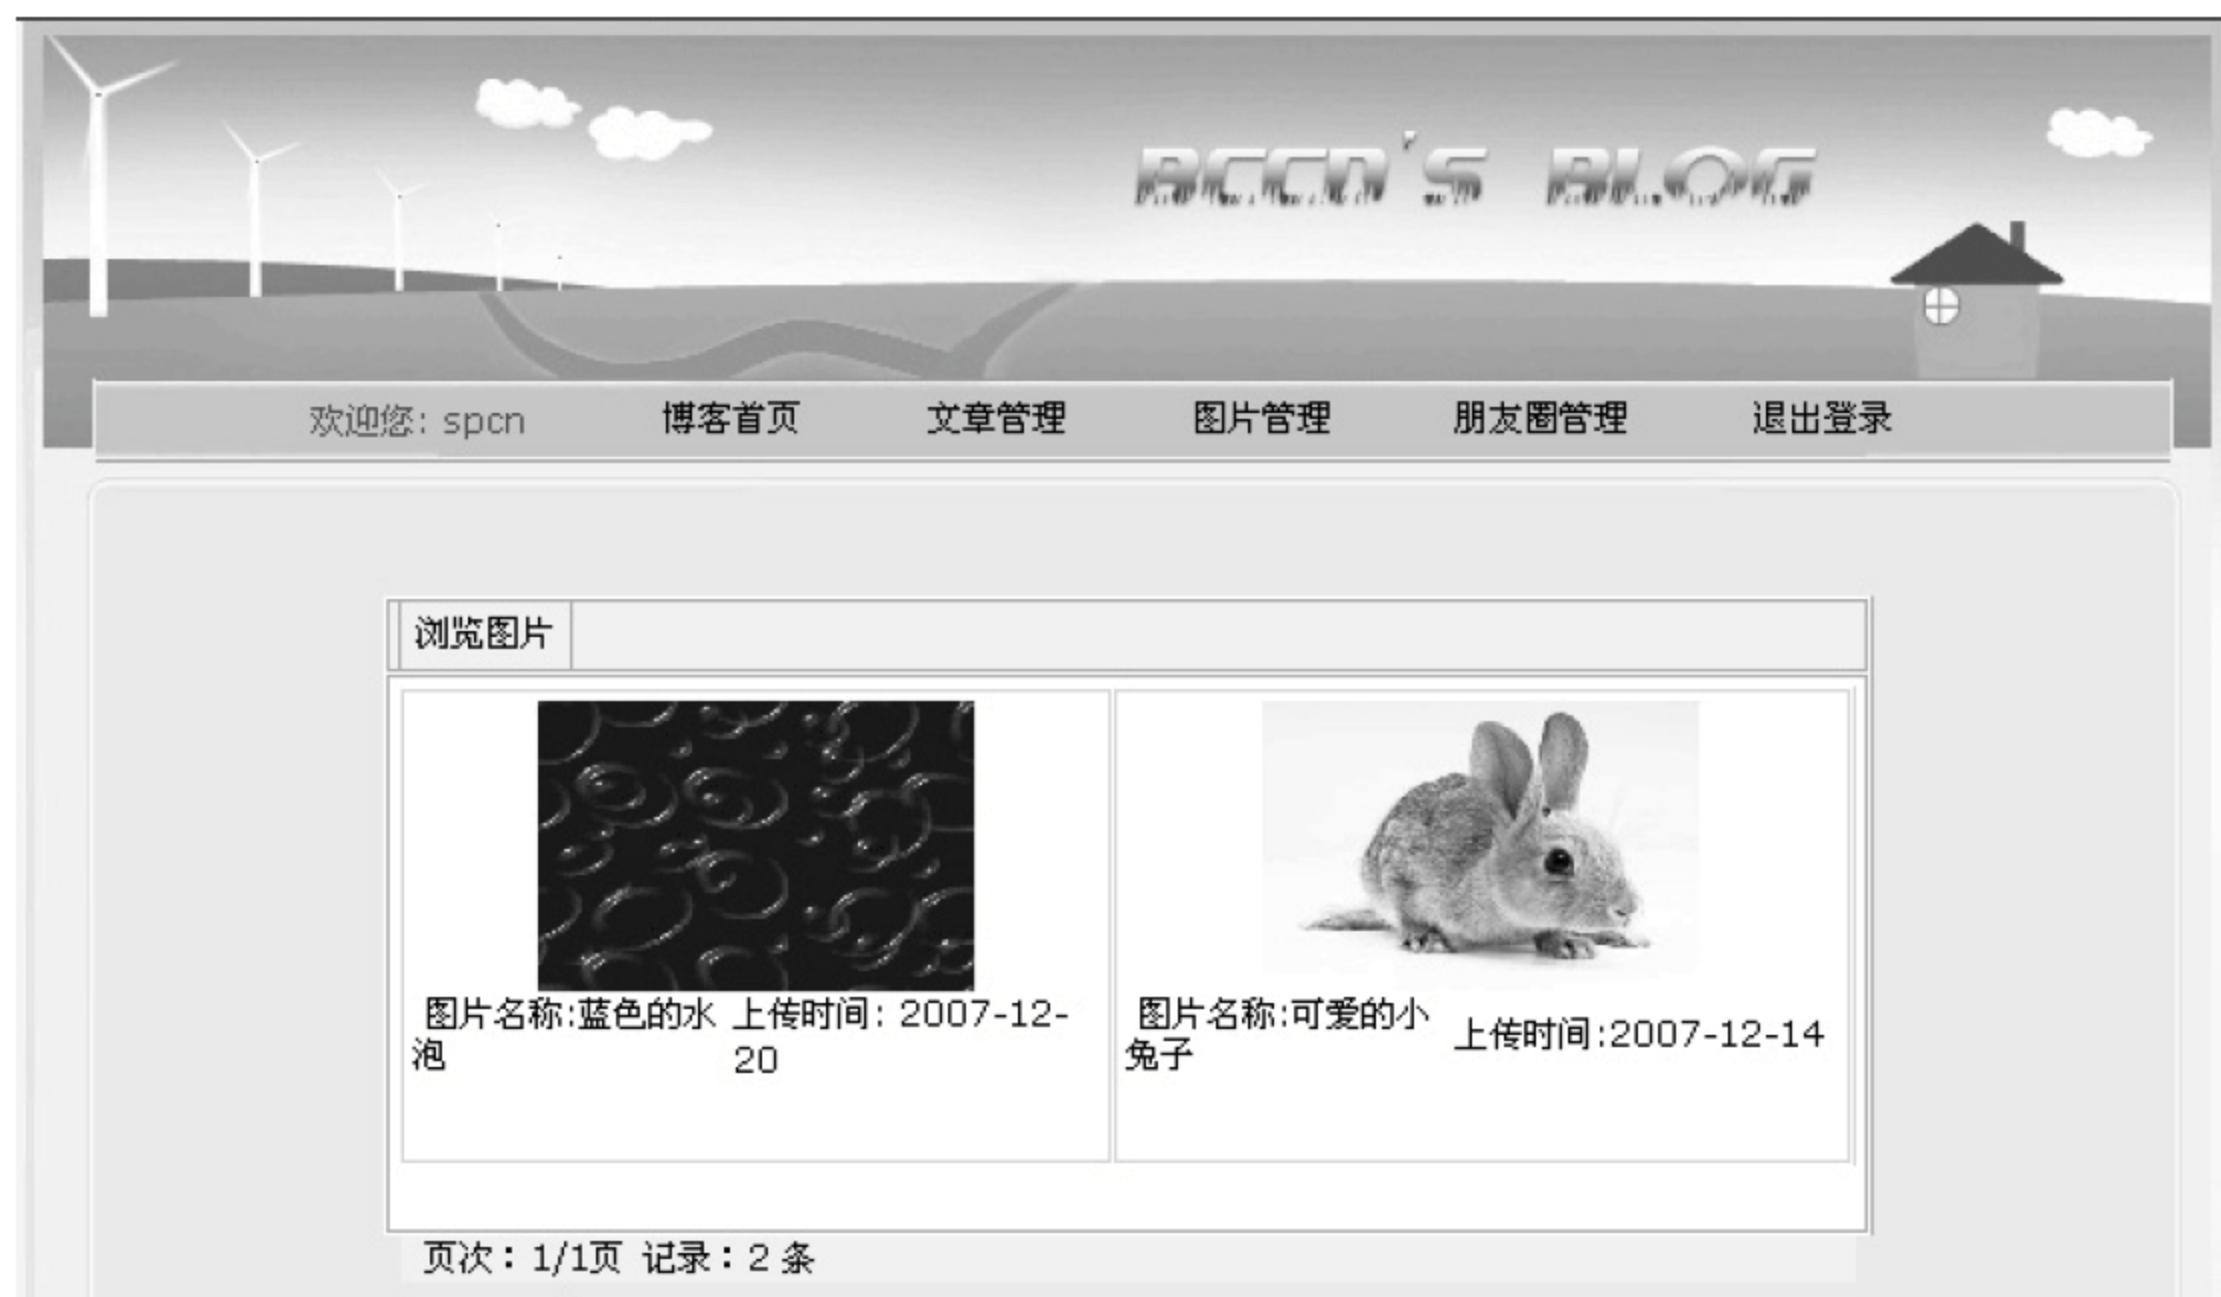 BCCD'S BLOG
欢迎您: spcn 博客首页 文章管理 图片管理 朋友圈管理 退出登录
浏览图片
图片名称:蓝色的水泡
上传时间: 2007-12-20
图片名称:可爱的小兔子
上传时间:2007-12-14
页次：1/1页 记录：2 条